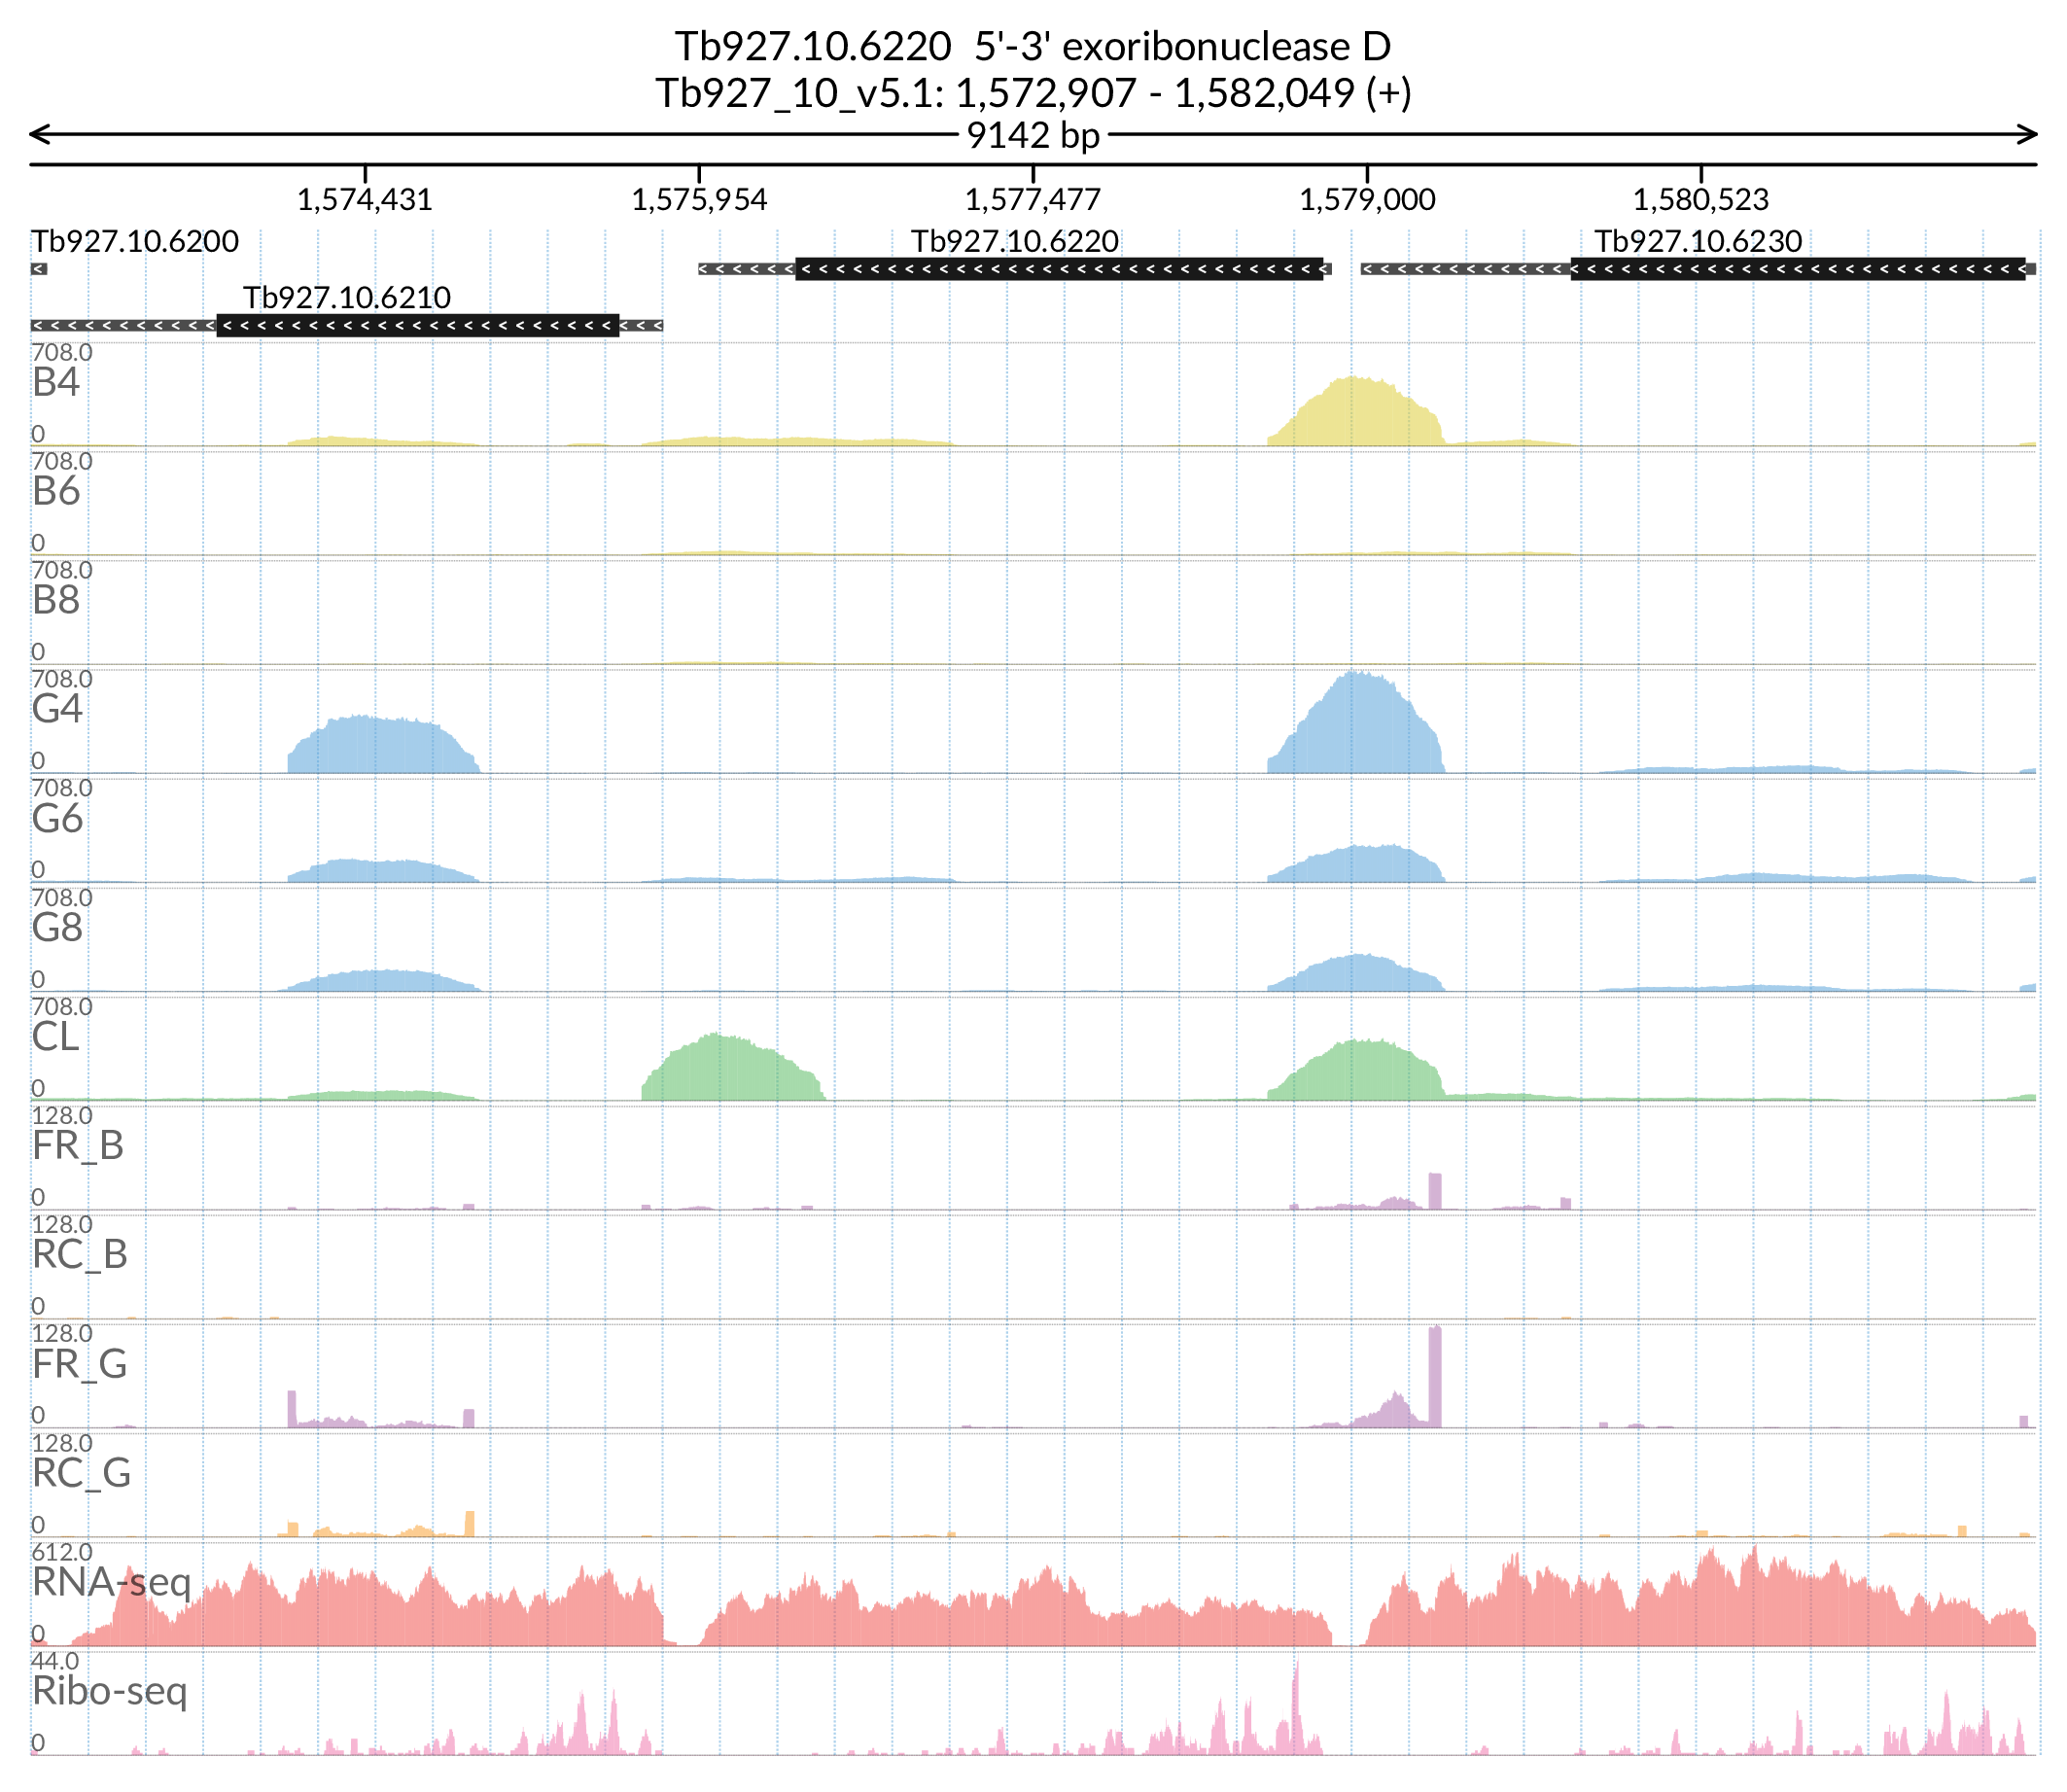 Tb927.10.6220  5'-3' exoribonuclease D
Tb927_10_v5.1: 1,572,907 - 1,582,049 (+)
9142 bp
1,574,431 1,575,954 1,577,477 1,579,000 1,580,523
Tb927.10.6200 Tb927.10.6220 Tb927.10.6230
Tb927.10.6210
708.0
B4
0
708.0
B6
0
708.0
B8
0
708.0
G4
0
708.0
G6
0
708.0
G8
0
708.0
CL
0
128.0
FR_B
0
128.0
RC_B
0
128.0
FR_G
0
128.0
RC_G
0
612.0
RNA-seq
0
44.0
Ribo-seq
0